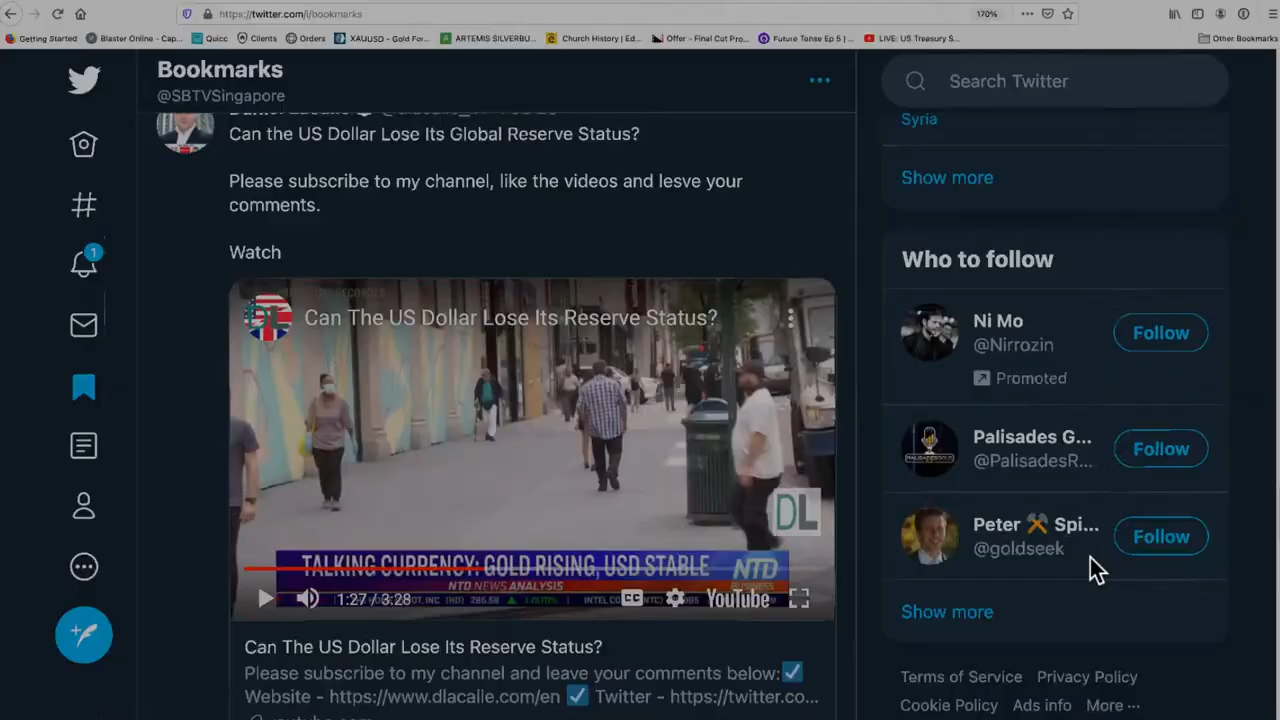 https://twitter.com/i/bookmarks
170%
Getting Started
Blaster Online - Cap...
Quicc
Clients
Orders
XAUUSD - Gold For...
ARTEMIS SILVERBU...
Church History | Ed...
Offer - Final Cut Pro...
Future Tense Ep 5 |...
LIVE: US Treasury S...
Other Bookmarks
Bookmarks
@SBTVSingapore
Can the US Dollar Lose Its Global Reserve Status?
Please subscribe to my channel, like the videos and lesve your
comments.
Watch
DL
Can The US Dollar Lose Its Reserve Status?
DL
TALKING CURRENCY: GOLD RISING, USD STABLE
NTD
BUSINESS
NTD NEWS ANALYSIS
1:27 / 3:28
CC
YouTube
Can The US Dollar Lose Its Reserve Status?
Please subscribe to my channel and leave your comments below:
Website - https://www.dlacalle.com/en Twitter - https://twitter.co...
1
Search Twitter
Syria
Show more
Who to follow
Ni Mo
@Nirrozin
Promoted
Follow
Palisades G...
@PalisadesR...
Follow
Peter ⚒ Spi...
@goldseek
Follow
Show more
Terms of Service Privacy Policy
Cookie Policy Ads info More ···